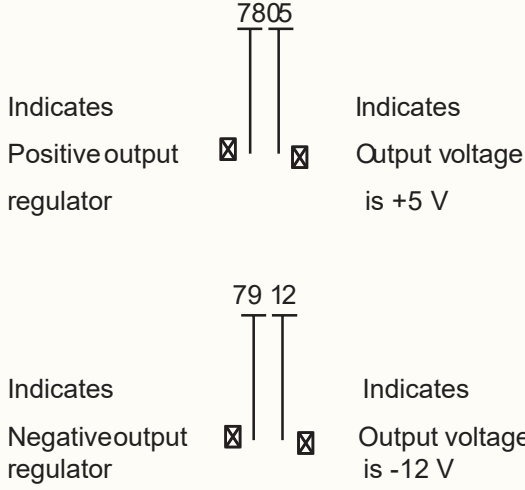 7805
Indicates Indicates
Positive output Output voltage
regulator is +5 V
79 12
Indicates Indicates
Negative output Output voltage
regulator is -12 V